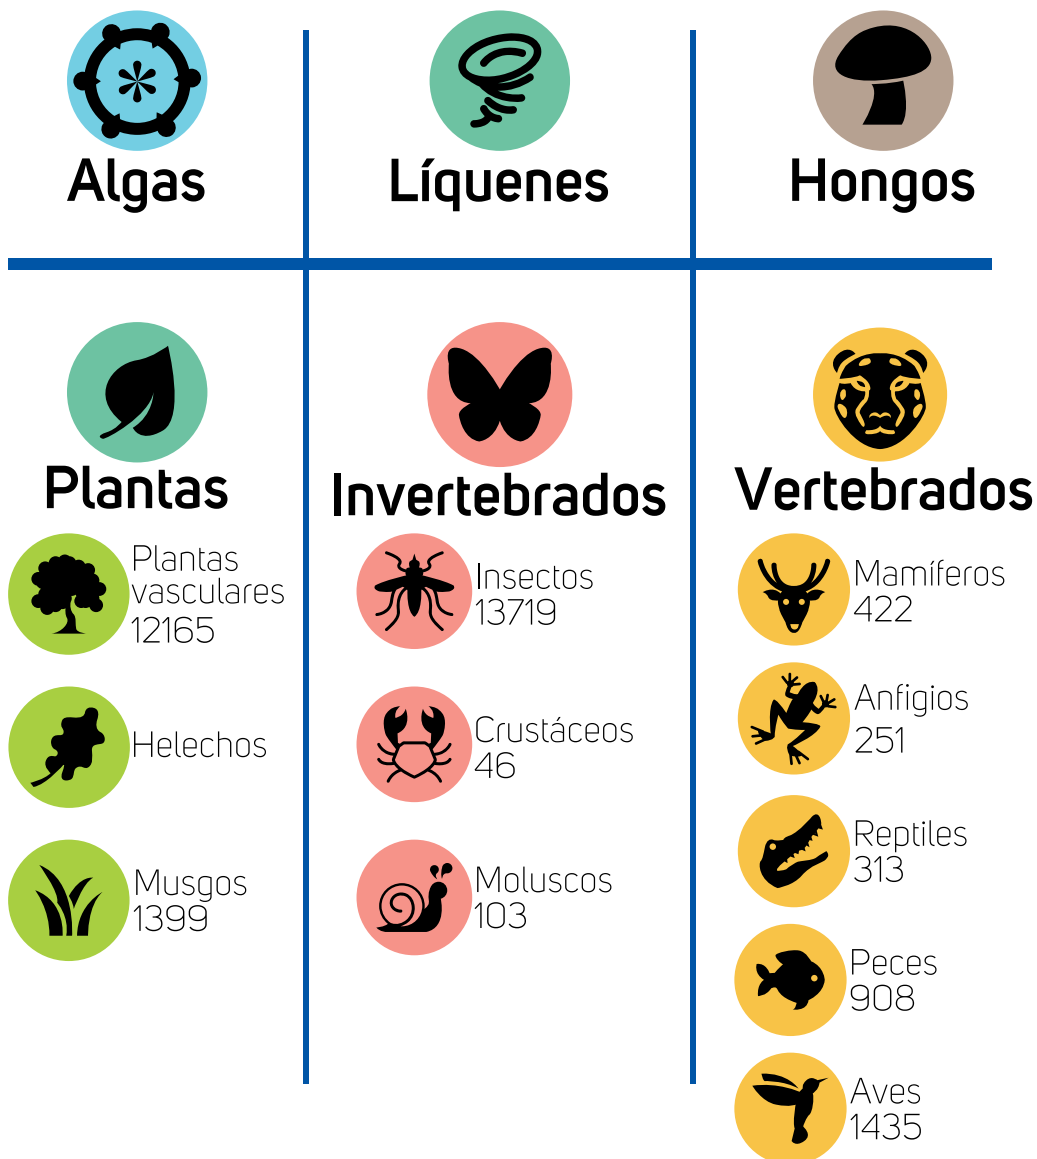 Algas
Líquenes
Hongos
Plantas
Plantas
vasculares
12165
Helechos
Musgos
1399
Invertebrados
Insectos
13719
Crustáceos
46
Moluscos
103
Vertebrados
Mamíferos
422
Anfigios
251
Reptiles
313
Peces
908
Aves
1435